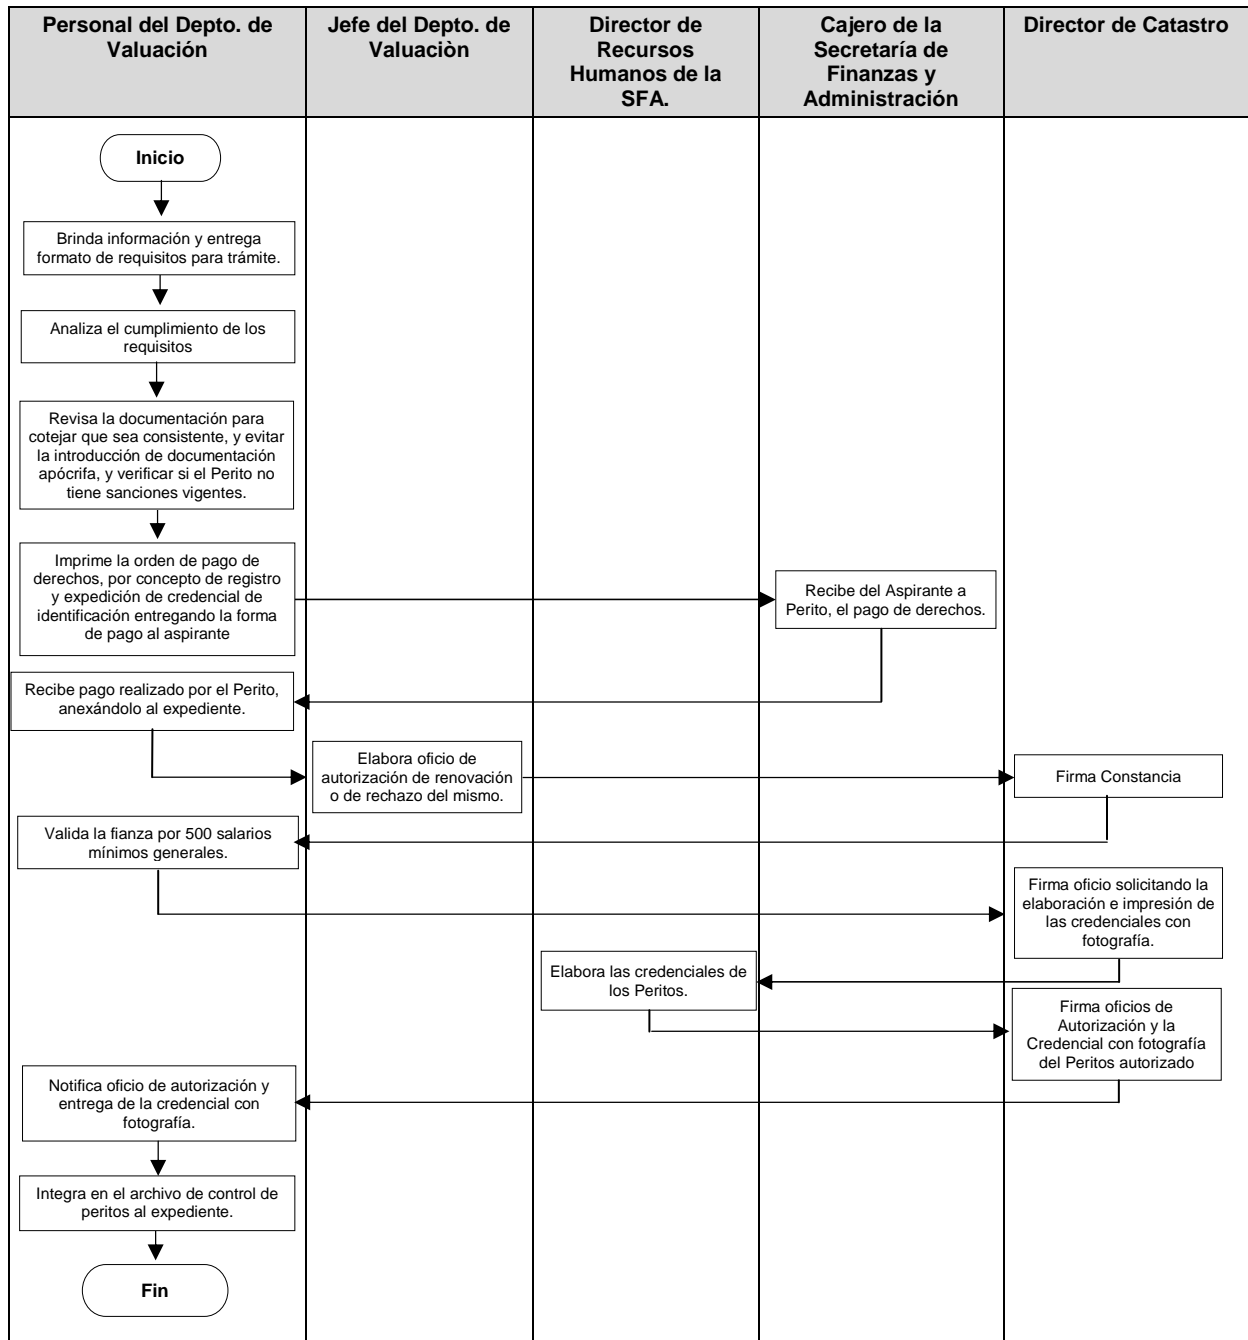 Personal del Depto. de
Valuación
Jefe del Depto. de
Valuaciòn
Director de
Recursos
Humanos de la
SFA.
Cajero de la
Secretaría de
Finanzas y
Administración
Director de Catastro
Inicio
Brinda información y entrega
formato de requisitos para trámite.
Analiza el cumplimiento de los
requisitos
Revisa la documentación para
cotejar que sea consistente, y evitar
la introducción de documentación
apócrifa, y verificar si el Perito no
tiene sanciones vigentes.
Imprime la orden de pago de
derechos, por concepto de registro
y expedición de credencial de
identificación entregando la forma
de pago al aspirante
Recibe del Aspirante a
Perito, el pago de derechos.
Recibe pago realizado por el Perito,
anexándolo al expediente.
Elabora oficio de
autorización de renovación
o de rechazo del mismo.
Firma Constancia
Valida la fianza por 500 salarios
mínimos generales.
Firma oficio solicitando la
elaboración e impresión de
las credenciales con
fotografía.
Elabora las credenciales de
los Peritos.
Firma oficios de
Autorización y la
Credencial con fotografía
del Peritos autorizado
Notifica oficio de autorización y
entrega de la credencial con
fotografía.
Integra en el archivo de control de
peritos al expediente.
Fin